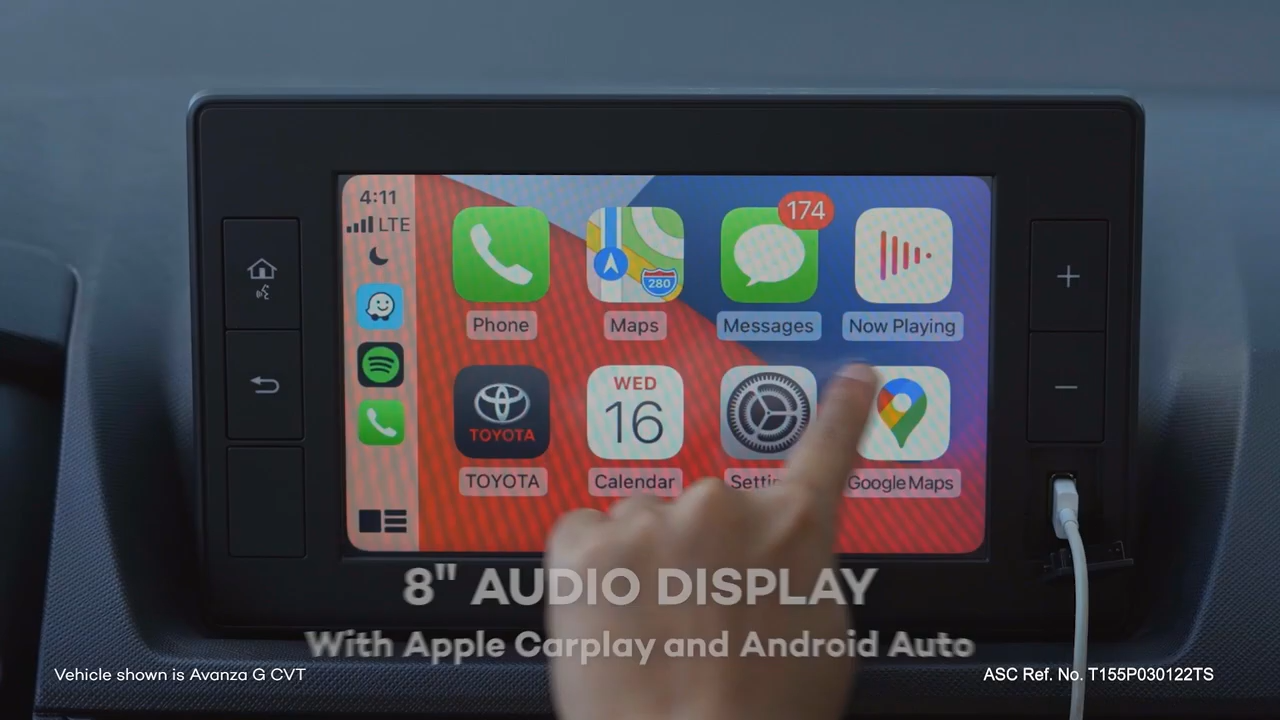 4:11
LTE
174
280
Phone
Maps
Messages
Now Playing
WED
16
TOYOTA
TOYOTA
Calendar
Google Maps
8" AUDIO DISPLAY
With Apple Carplay and Android Auto
Vehicle shown is Avanza G CVT
ASC Ref. No. T155P030122TS